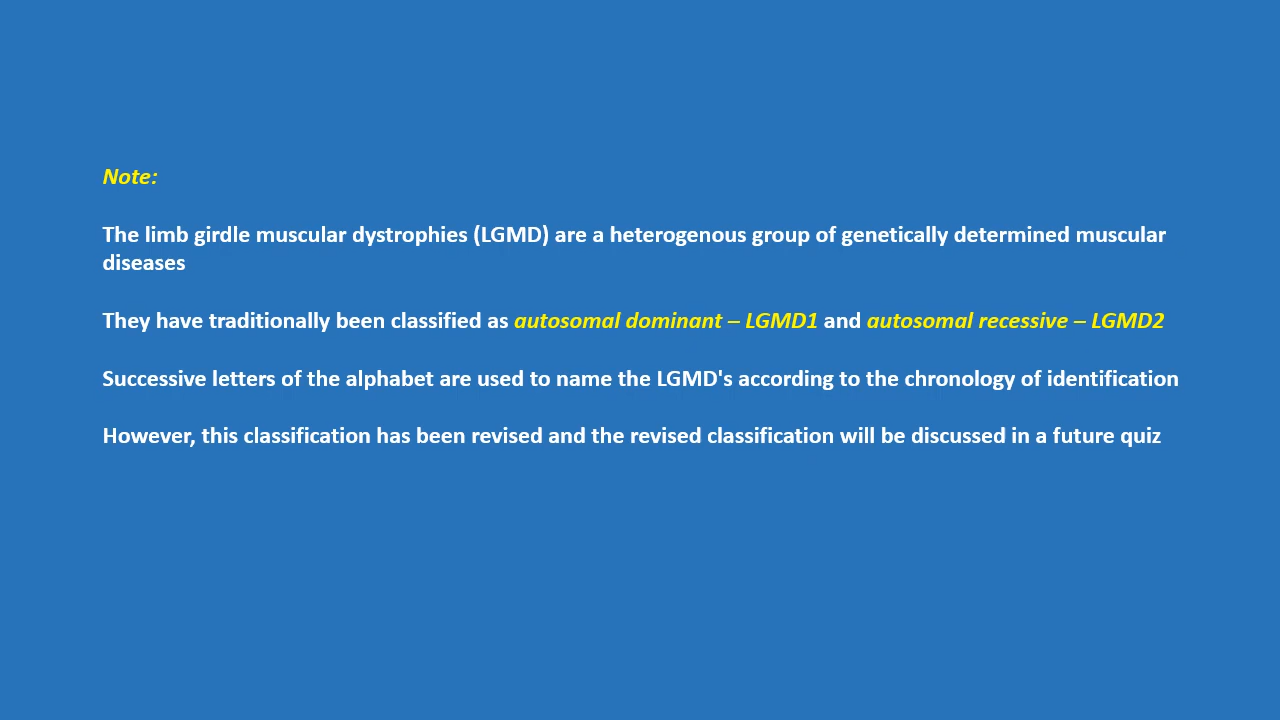 Note:
The limb girdle muscular dystrophies (LGMD) are a heterogenous group of genetically determined muscular
diseases
They have traditionally been classified as autosomal dominant – LGMD1 and autosomal recessive – LGMD2
Successive letters of the alphabet are used to name the LGMD's according to the chronology of identification
However, this classification has been revised and the revised classification will be discussed in a future quiz